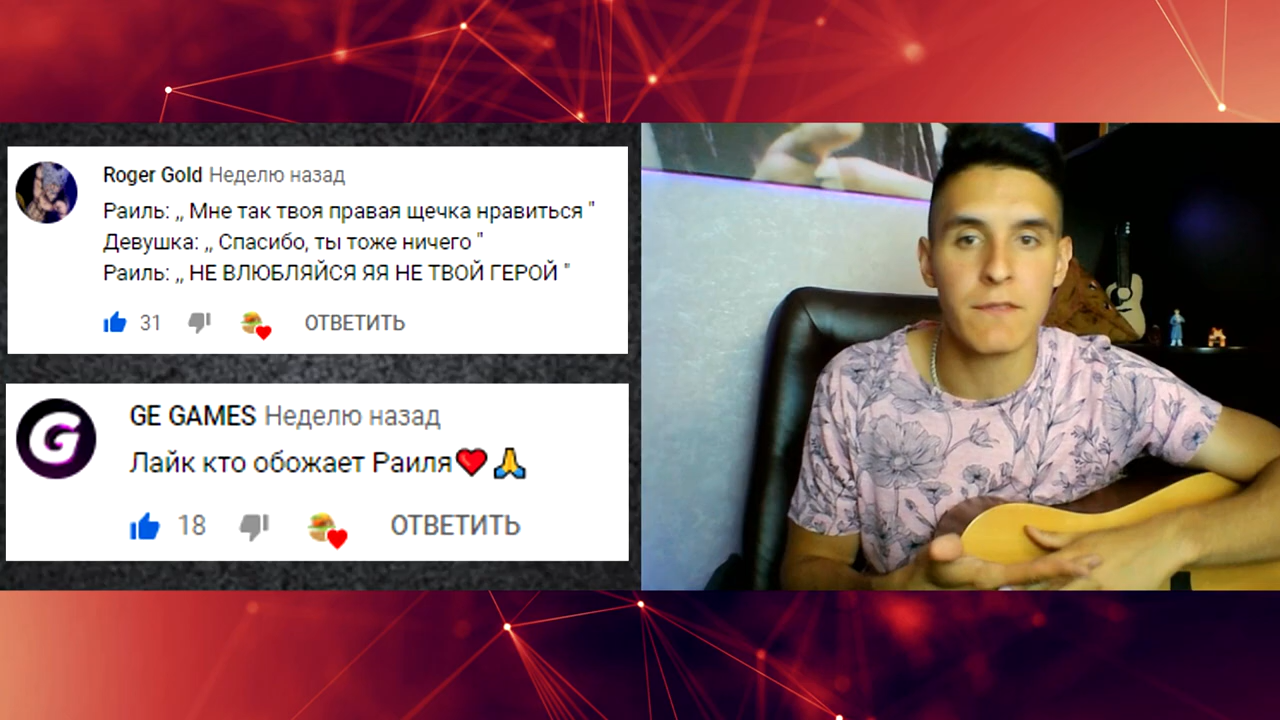 Roger Gold Неделю назад
Раиль: ,, Мне так твоя правая щечка нравиться "
Девушка: ,, Спасибо, ты тоже ничего "
Раиль: ,, НЕ ВЛЮБЛЯЙСЯ ЯЯ НЕ ТВОЙ ГЕРОЙ "
31 ОТВЕТИТЬ
G
GE GAMES Неделю назад
Лайк кто обожает Раиля❤️🙏
18 ОТВЕТИТЬ